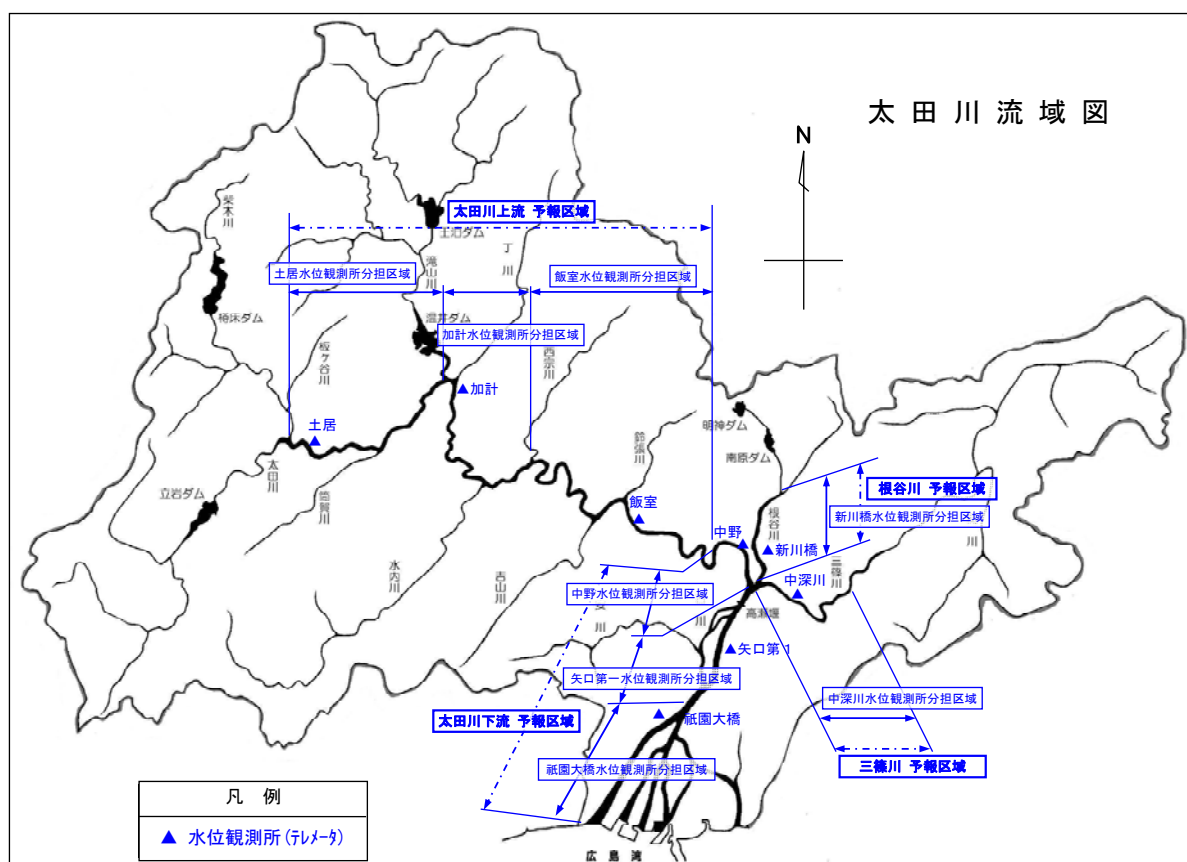 太田川流域図
N
太田川上流 予報区域
柴木川
王泊ダム
丁川
滝山川
土居水位観測所分担区域
飯室水位観測所分担区域
樽床ダム
温井ダム
加計水位観測所分担区域
板ヶ谷川
西宗川
加計
土居
明神ダム
鈴張川
南原ダム
太田川
立岩ダム
筒賀川
根谷川 予報区域
飯室
根谷川
新川橋水位観測所分担区域
中野
新川橋
川
水内川
吉山川
三篠川
中深川
中野水位観測所分担区域
高瀬堰
川
川
矢口第1
矢口第一水位観測所分担区域
中深川水位観測所分担区域
太田川下流 予報区域
祇園大橋
三篠川 予報区域
祇園大橋水位観測所分担区域
凡例
水位観測所(テレメータ)
広島湾